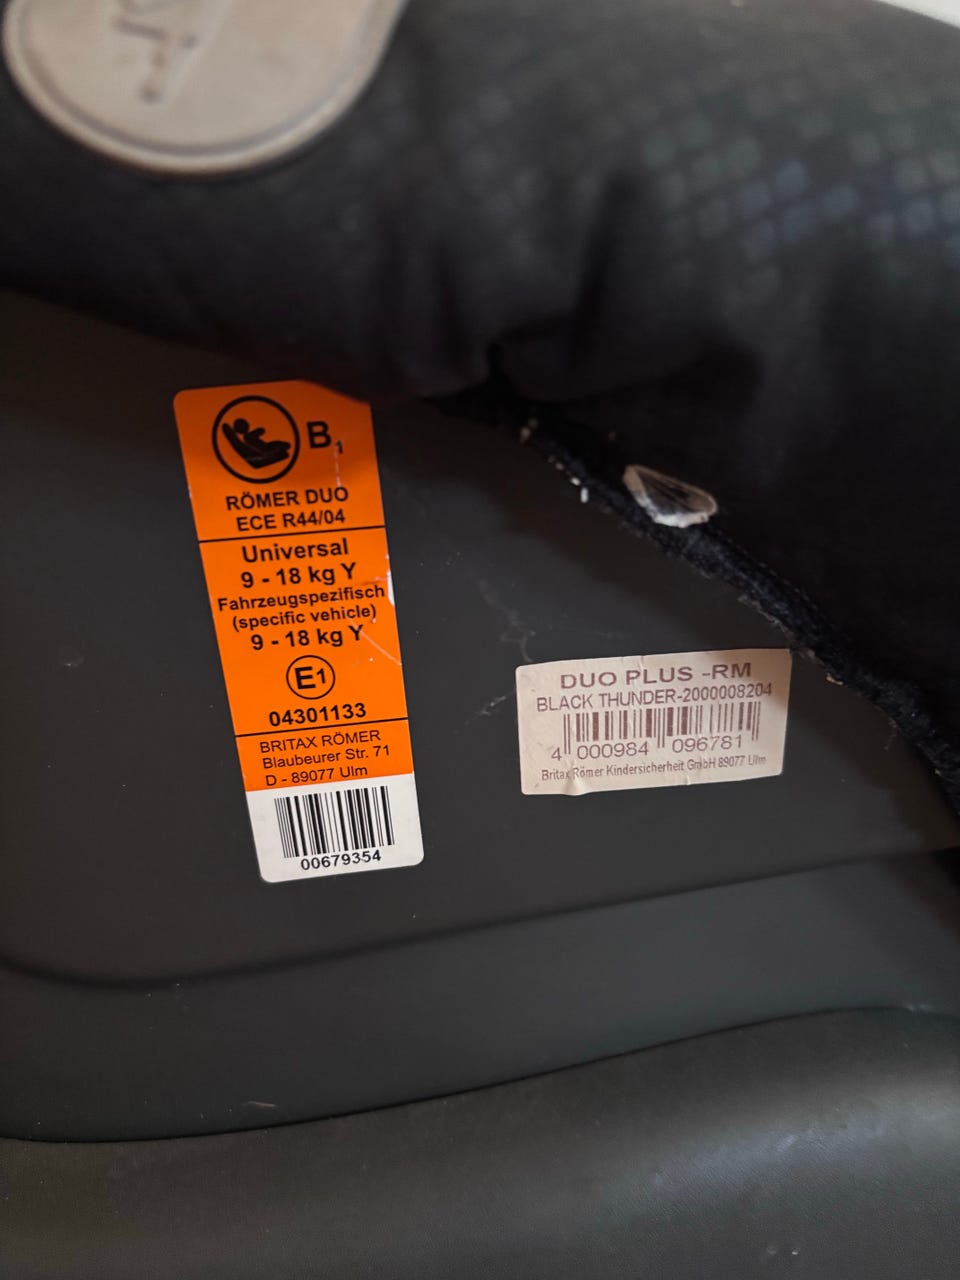 B1
RÖMER DUO
ECE R44/04
Universal
9 - 18 kg Y
Fahrzeugspezifisch
(specific vehicle)
9 - 18 kg Y
E1
04301133
BRITAX RÖMER
Blaubeurer Str. 71
D - 89077 Ulm
00679354
DUO PLUS -RM
BLACK THUNDER-2000008204
4 000984 096781
Britax Römer Kindersicherheit GmbH 89077 Ulm